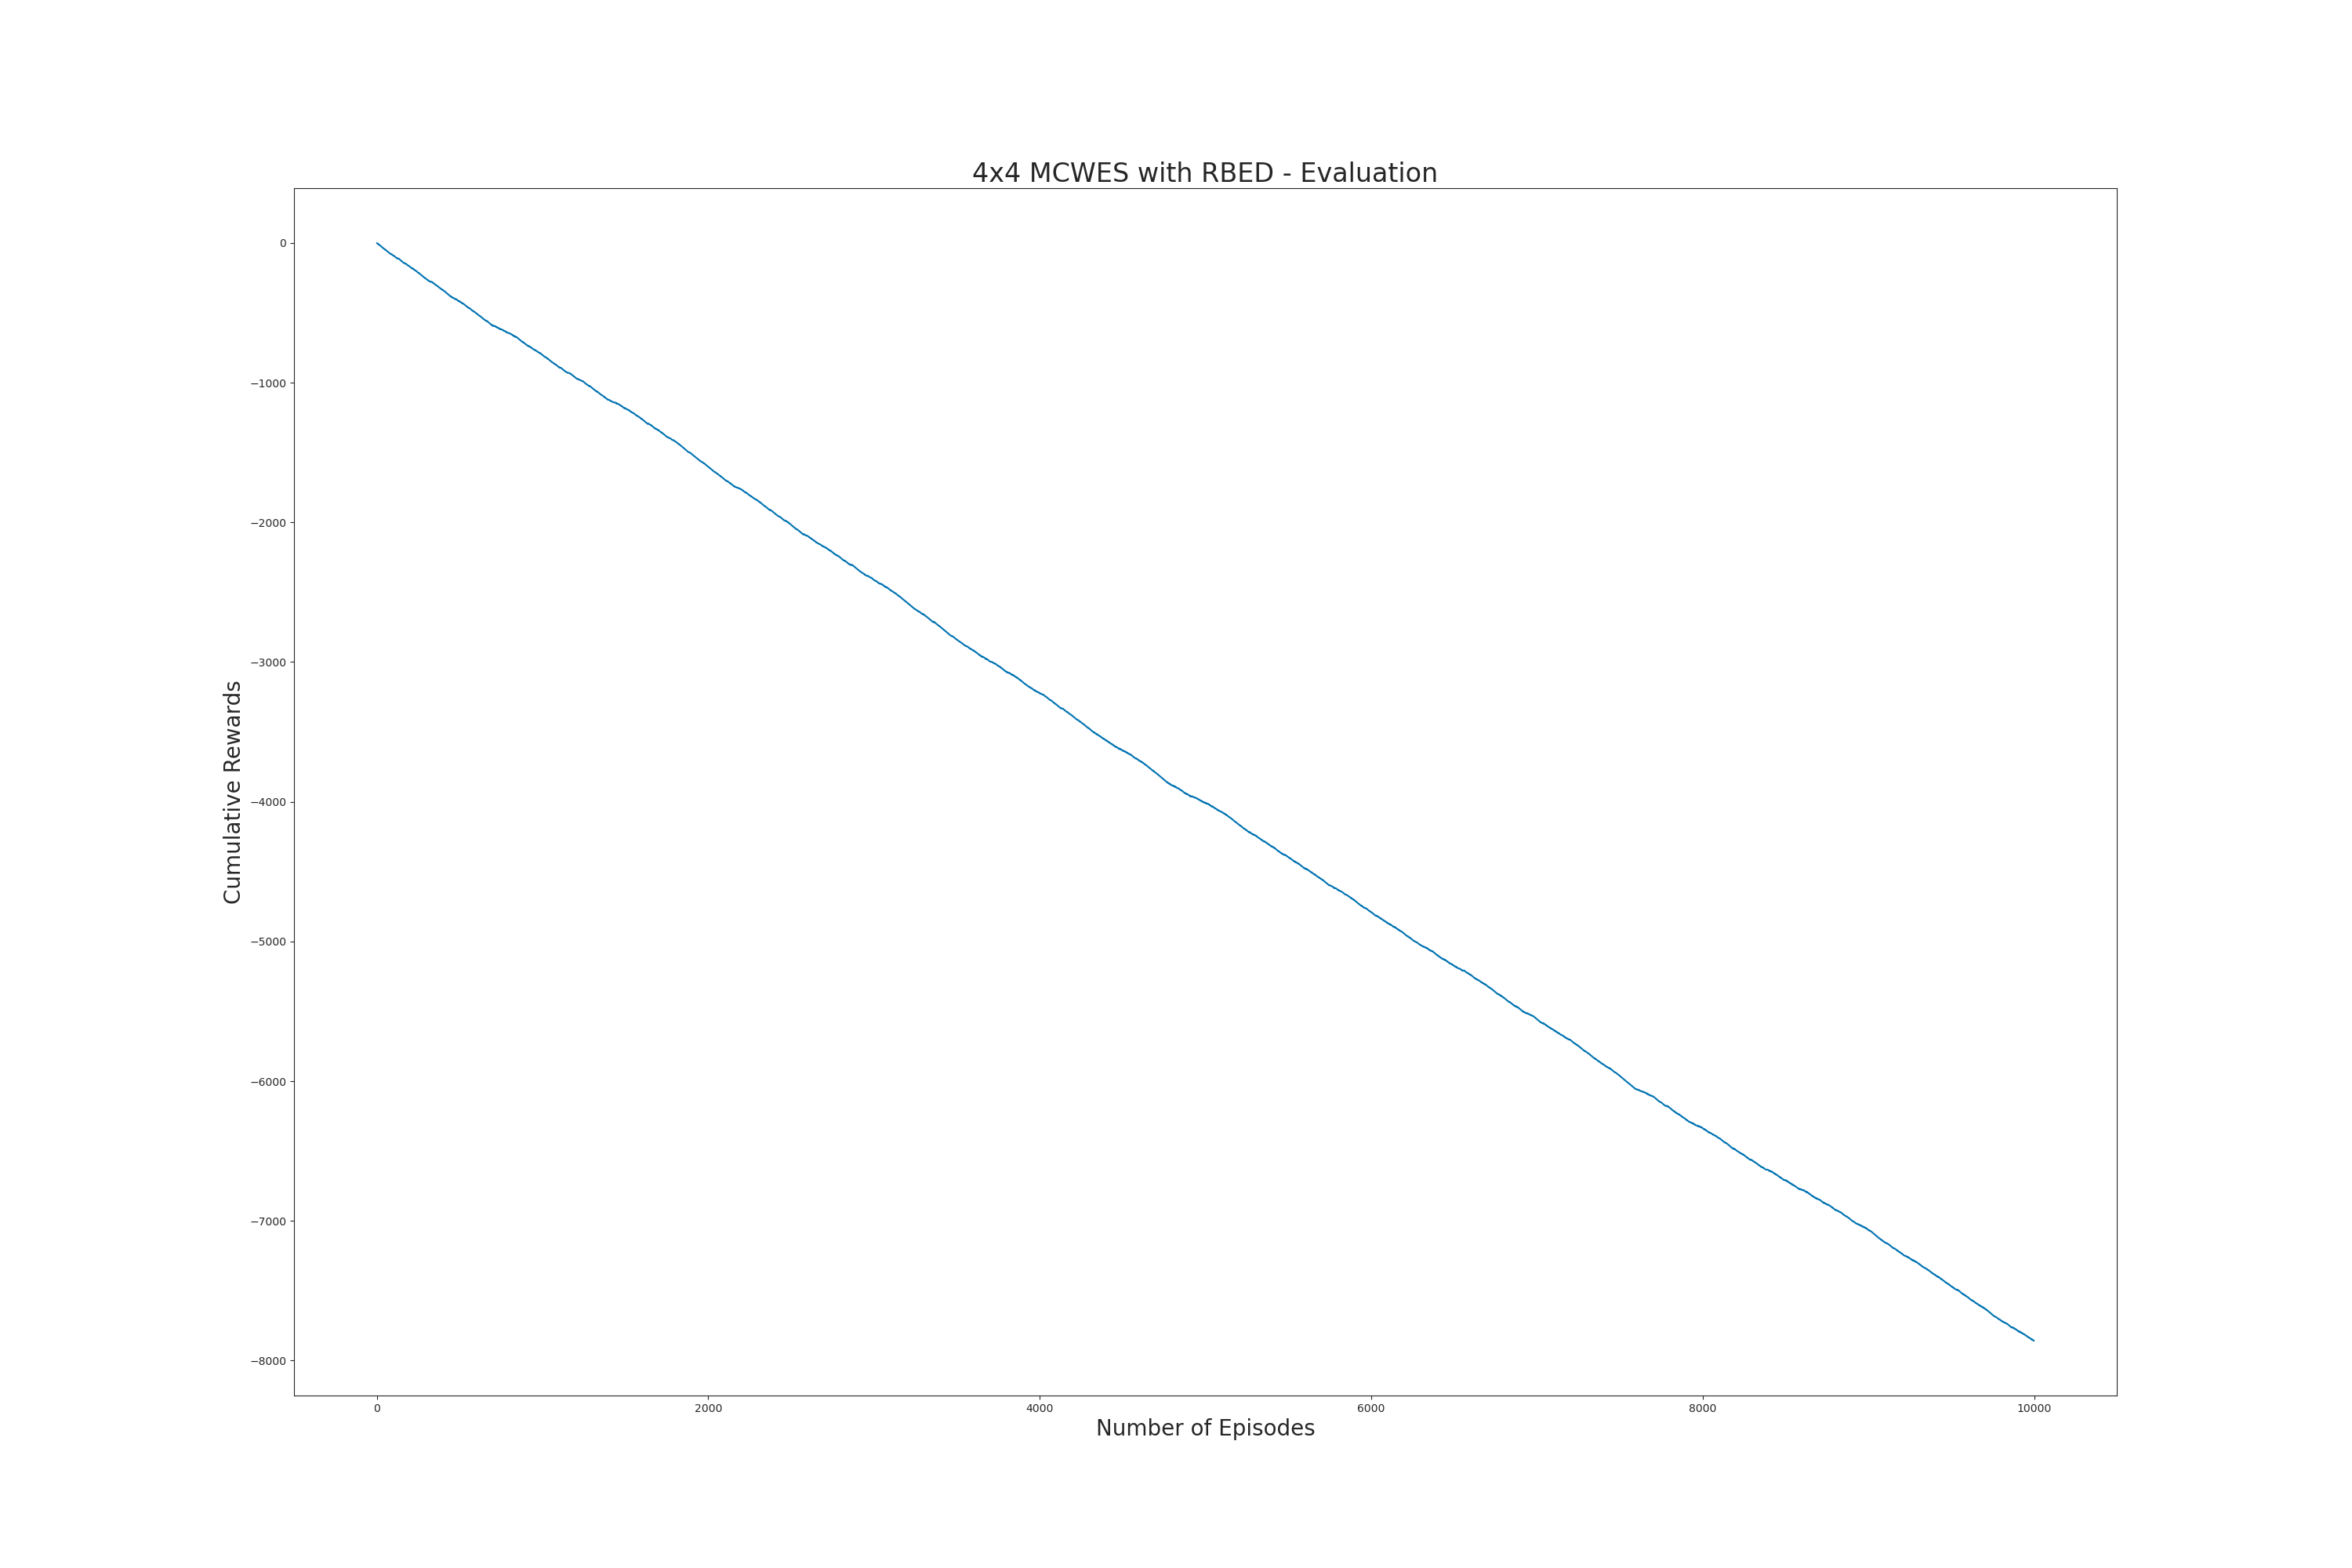 4x4 MCWES with RBED - Evaluation
Cumulative Rewards
0
−1000
−2000
−3000
−4000
−5000
−6000
−7000
−8000
0 2000 4000 6000 8000 10000
Number of Episodes